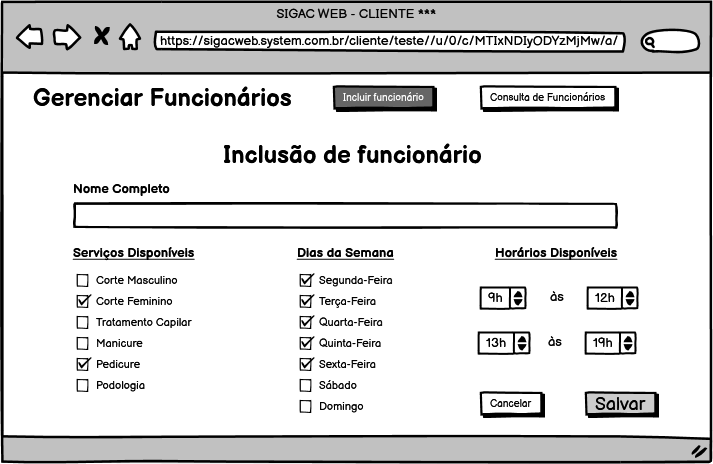 SIGAC WEB - CLIENTE ***
https://sigacweb.system.com.br/cliente/teste//u/0/c/MTIxNDIyODYzMjMw/a/
Gerenciar Funcionários
Incluir funcionário
Consulta de Funcionários
Inclusão de funcionário
Nome Completo
Serviços Disponíveis
Corte Masculino
Corte Feminino
Tratamento Capilar
Manicure
Pedicure
Podologia
Dias da Semana
Segunda-Feira
Terça-Feira
Quarta-Feira
Quinta-Feira
Sexta-Feira
Sábado
Domingo
Horários Disponíveis
9h às 12h
13h às 19h
Cancelar
Salvar